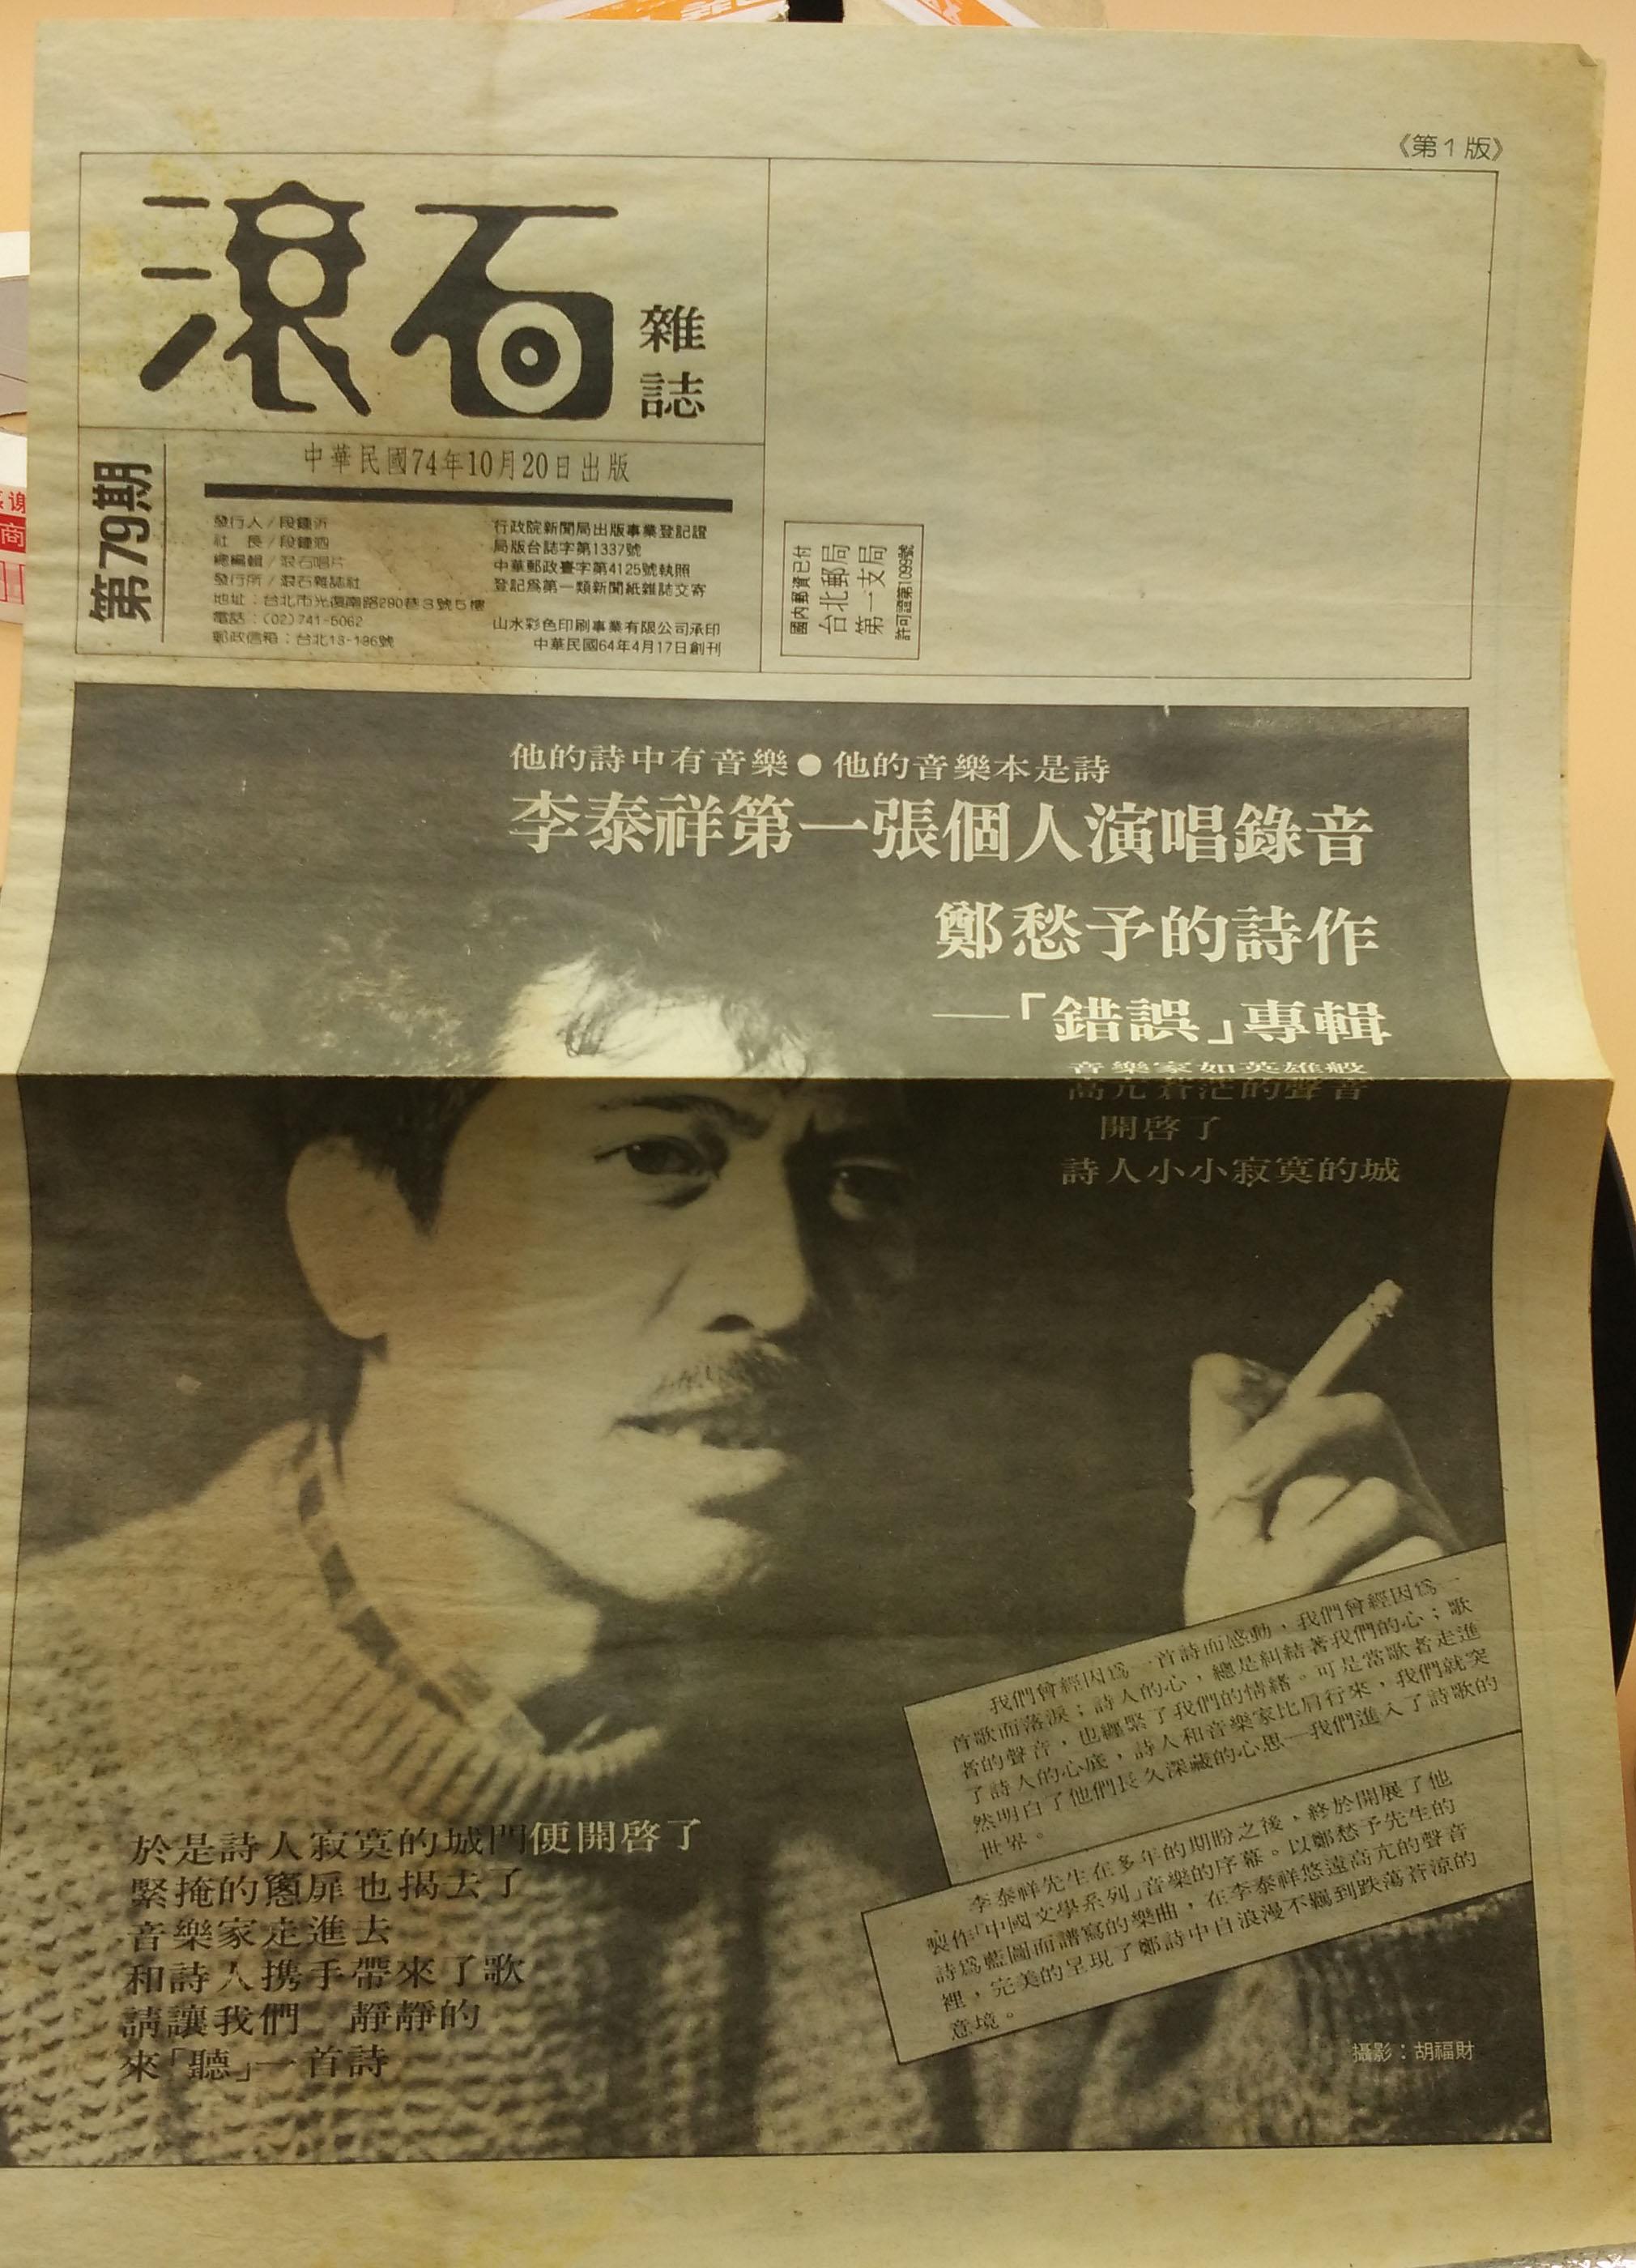 《第1版》
滾石
雜誌
第79期
中華民國74年10月20日出版
發行人／段鍾沂
社　長／段鍾泗
總編輯／滾石唱片
發行所／滾石雜誌社
地址：台北市光復南路290巷3號5樓
電話：(02)741-5062
郵政信箱：台北13-186號
行政院新聞局出版事業登記證
局版台誌字第1337號
中華郵政臺字第4125號執照
登記爲第一類新聞紙雜誌交寄
山水彩色印刷事業有限公司承印
中華民國64年4月17日創刊
國內郵資已付
台北郵局
第一支局
許可證第1099號
他的詩中有音樂●他的音樂本是詩
李泰祥第一張個人演唱錄音
鄭愁予的詩作
—「錯誤」專輯
音樂家如英雄般
高亢蒼茫的聲音
開啓了
詩人小小寂寞的城
我們曾經因爲一首詩而感動，我們曾經因爲一
首歌而落淚；詩人的心，總是糾結著我們的心；歌
者的聲音，也纏緊了我們的情緒。可是當歌者走進
了詩人的心底，詩人和音樂家比肩行來，我們就突
然明白了他們長久深藏的心思—我們進入了詩歌的
世界。
李泰祥先生在多年的期盼之後，終於開展了他
製作「中國文學系列」音樂的序幕。以鄭愁予先生的
詩爲藍圖而譜寫的樂曲，在李泰祥悠遠高亢的聲音
裡，完美的呈現了鄭詩中自浪漫不羈到跌蕩蒼涼的
意境。
於是詩人寂寞的城門便開啓了
緊掩的窻扉也揭去了
音樂家走進去
和詩人携手帶來了歌
請讓我們　靜靜的
來「聽」一首詩
攝影：胡福財